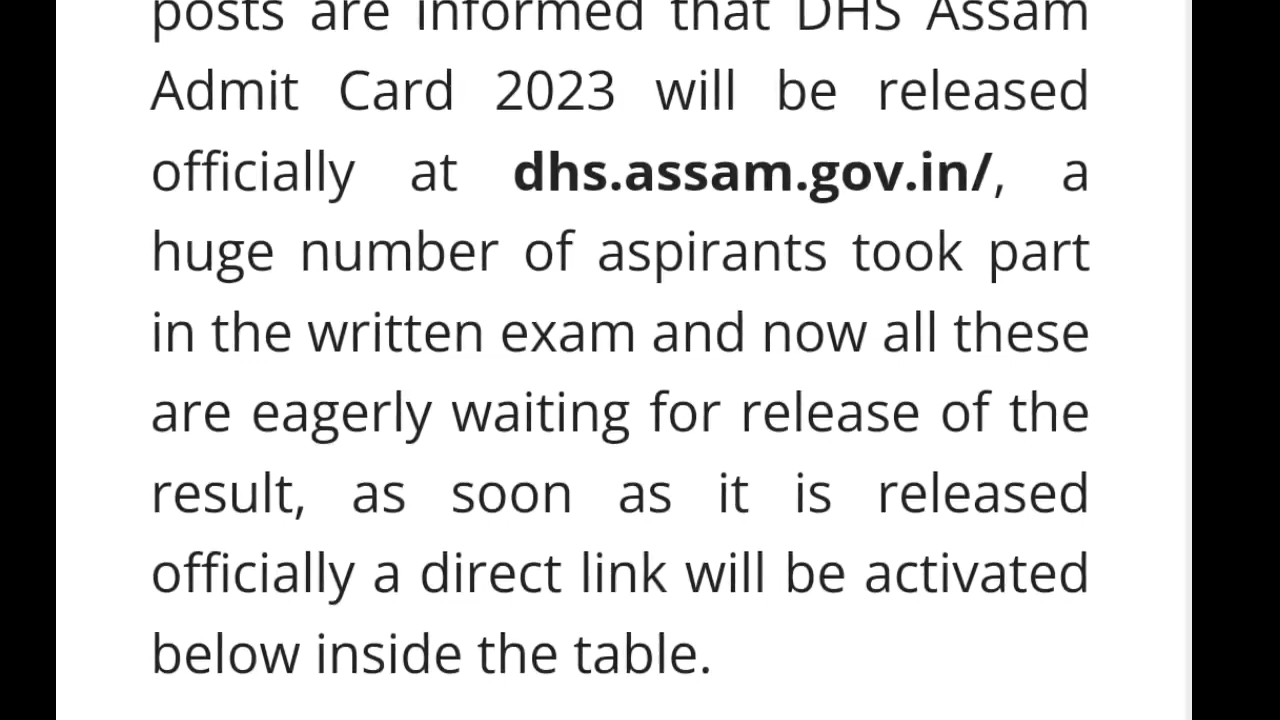 posts are informed that DHS Assam
Admit Card 2023 will be released
officially at dhs.assam.gov.in/, a
huge number of aspirants took part
in the written exam and now all these
are eagerly waiting for release of the
result, as soon as it is released
officially a direct link will be activated
below inside the table.